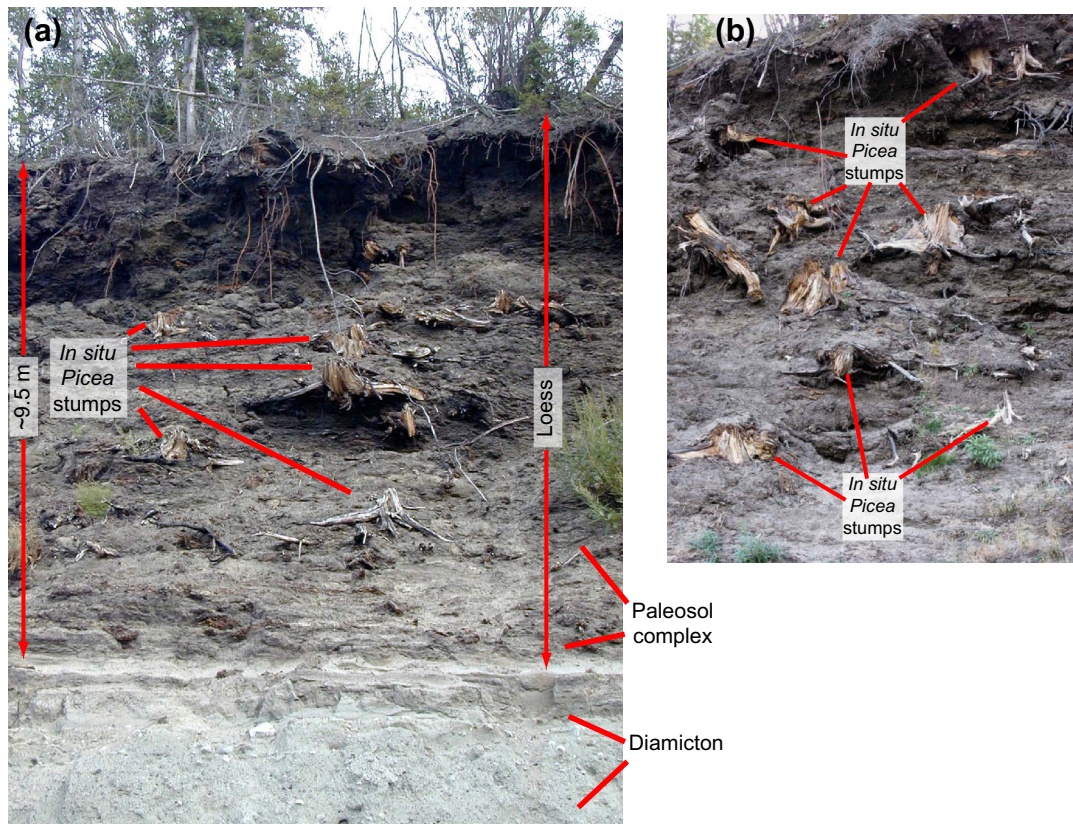 (a)
In situ
Picea
stumps
~9.5 m
Loess
Paleosol
complex
Diamicton
(b)
In situ
Picea
stumps
In situ
Picea
stumps